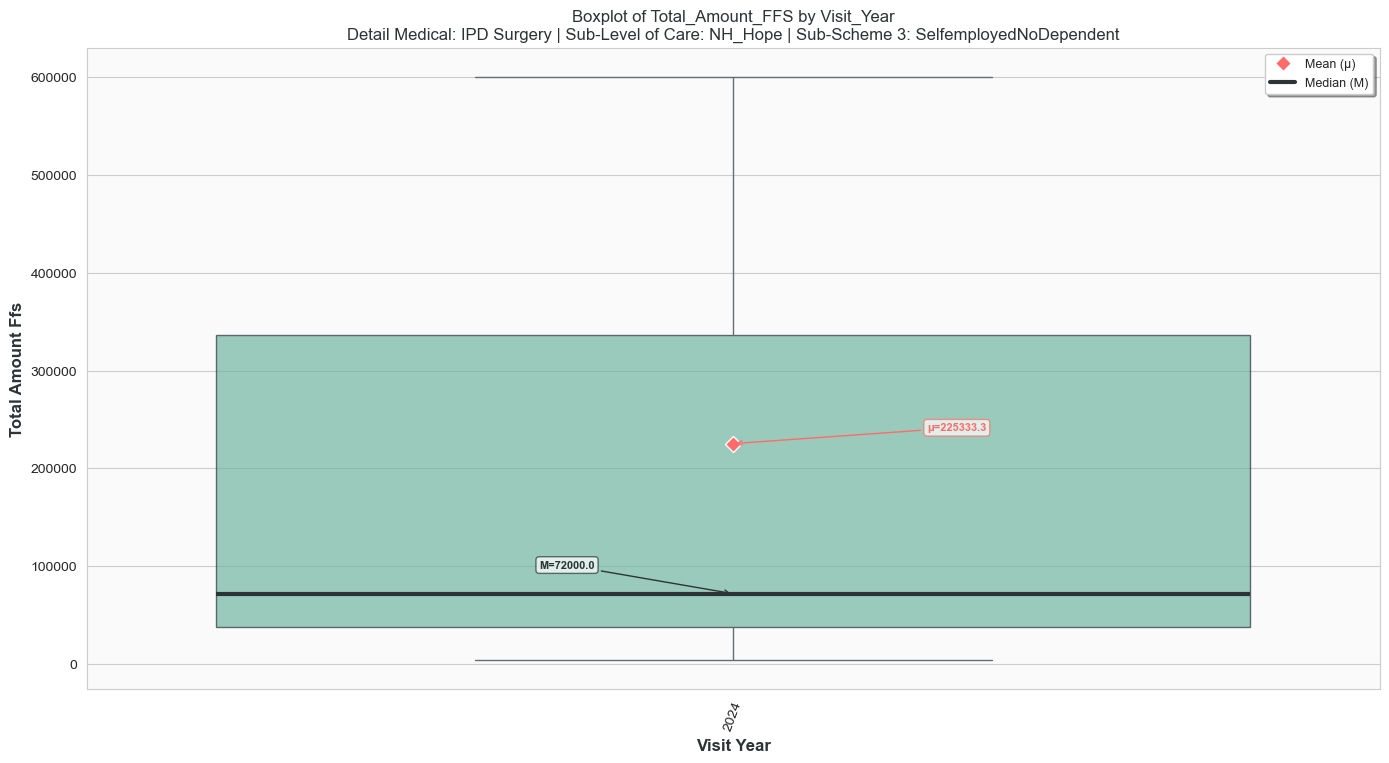 Boxplot of Total_Amount_FFS by Visit_Year
Detail Medical: IPD Surgery | Sub-Level of Care: NH_Hope | Sub-Scheme 3: SelfemployedNoDependent
Mean (μ)
Median (M)
600000
500000
400000
300000
200000
100000
0
Total Amount Ffs
μ=225333.3
M=72000.0
2024
Visit Year